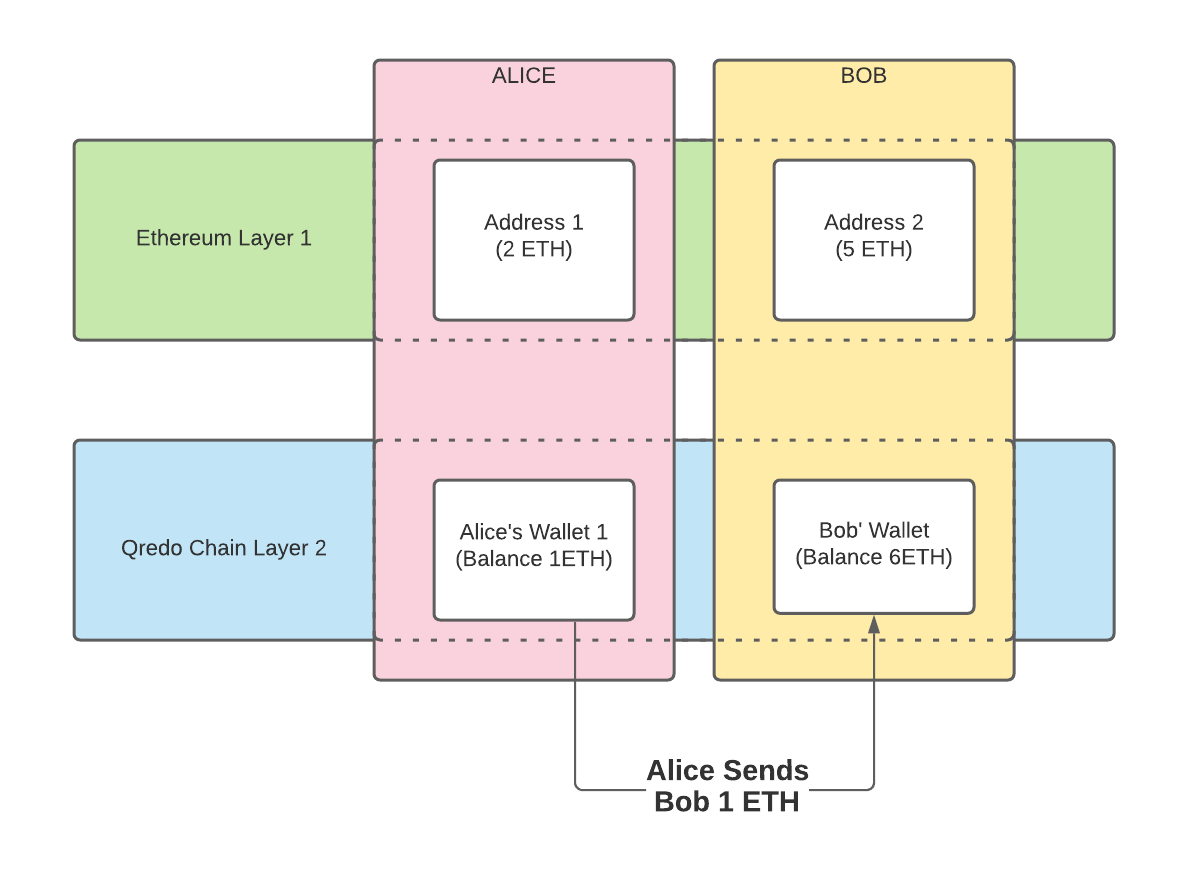 ALICE
BOB
Ethereum Layer 1
Address 1
(2 ETH)
Address 2
(5 ETH)
Qredo Chain Layer 2
Alice's Wallet 1
(Balance 1ETH)
Bob' Wallet
(Balance 6ETH)
Alice Sends
Bob 1 ETH